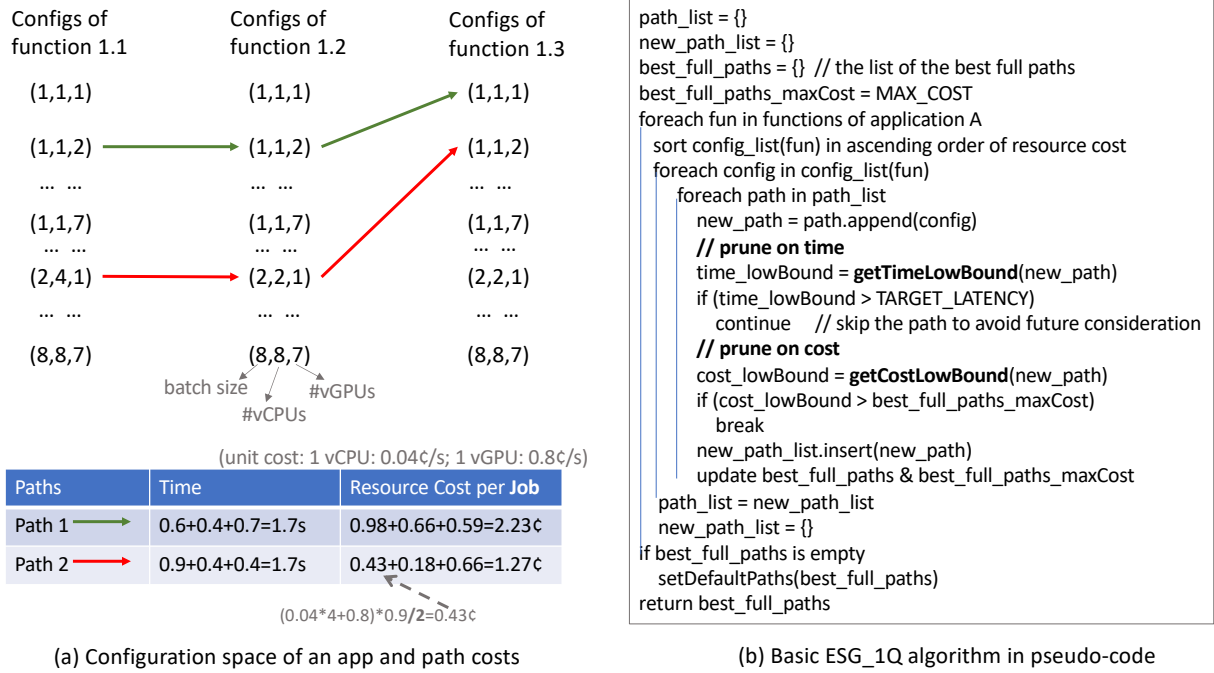 Configs of
function 1.1
Configs of
function 1.2
Configs of
function 1.3
(1,1,1)
(1,1,1)
(1,1,1)
(1,1,2)
(1,1,2)
(1,1,2)
... ...
... ...
... ...
(1,1,7)
(1,1,7)
(1,1,7)
... ...
... ...
... ...
(2,4,1)
(2,2,1)
(2,2,1)
... ...
... ...
... ...
(8,8,7)
(8,8,7)
(8,8,7)
batch size
#vCPUs
#vGPUs
(unit cost: 1 vCPU: 0.04¢/s; 1 vGPU: 0.8¢/s)
Paths Time Resource Cost per Job
Path 1 0.6+0.4+0.7=1.7s 0.98+0.66+0.59=2.23¢
Path 2 0.9+0.4+0.4=1.7s 0.43+0.18+0.66=1.27¢
(0.04*4+0.8)*0.9/2=0.43¢
(a) Configuration space of an app and path costs
path_list = {}
new_path_list = {}
best_full_paths = {} // the list of the best full paths
best_full_paths_maxCost = MAX_COST
foreach fun in functions of application A
sort config_list(fun) in ascending order of resource cost
foreach config in config_list(fun)
foreach path in path_list
new_path = path.append(config)
// prune on time
time_lowBound = getTimeLowBound(new_path)
if (time_lowBound > TARGET_LATENCY)
continue // skip the path to avoid future consideration
// prune on cost
cost_lowBound = getCostLowBound(new_path)
if (cost_lowBound > best_full_paths_maxCost)
break
new_path_list.insert(new_path)
update best_full_paths & best_full_paths_maxCost
path_list = new_path_list
new_path_list = {}
if best_full_paths is empty
setDefaultPaths(best_full_paths)
return best_full_paths
(b) Basic ESG_1Q algorithm in pseudo-code